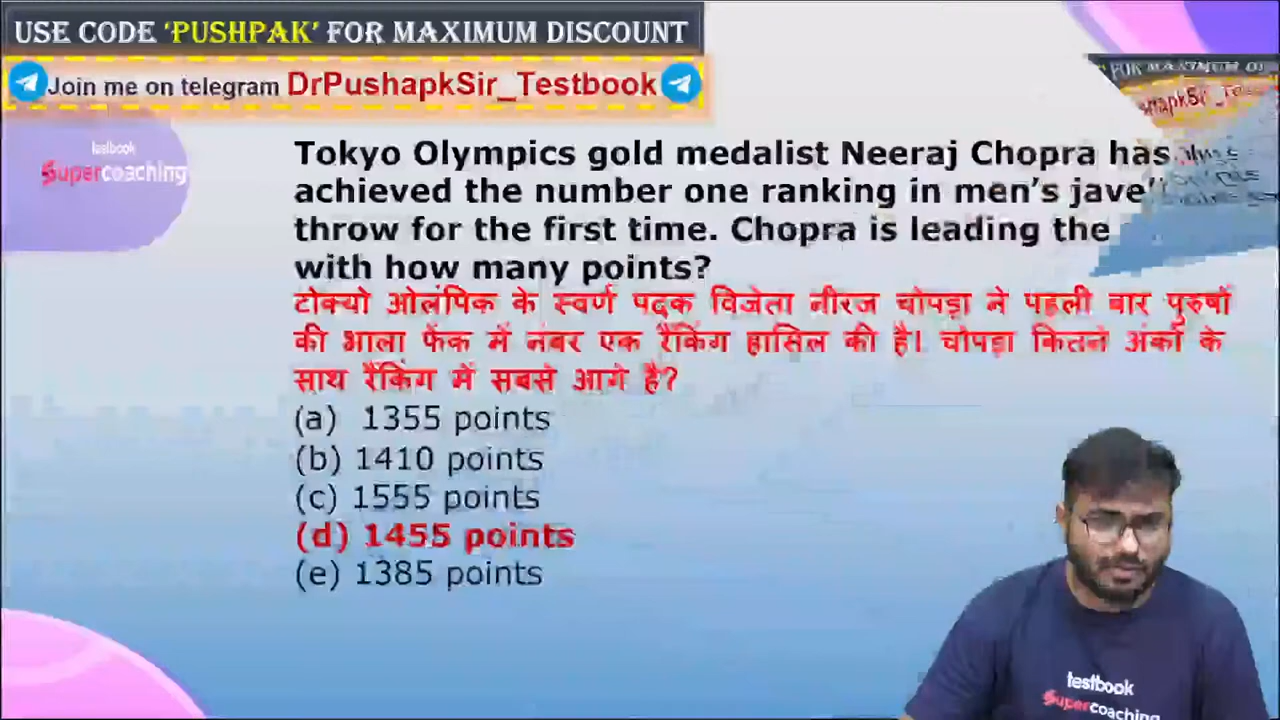 USE CODE ‘PUSHPAK’ FOR MAXIMUM DISCOUNT
Join me on telegram DrPushapkSir_Testbook
testbook
Supercoaching
Tokyo Olympics gold medalist Neeraj Chopra has
achieved the number one ranking in men’s
throw for the first time. Chopra is leading the
with how many points?
टोक्यो ओलंपिक के स्वर्ण पदक विजेता नीरज चोपड़ा ने पहली बार पुरुषों
की भाला फेंक में नंबर एक रैंकिंग हासिल की है। चोपड़ा कितने अंकों के
साथ रैंकिंग में सबसे आगे है?
(a) 1355 points
(b) 1410 points
(c) 1555 points
(d) 1455 points
(e) 1385 points
testbook
Supercoaching